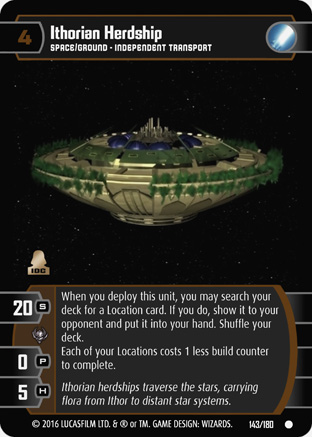 4
Ithorian Herdship
SPACE/GROUND - INDEPENDENT TRANSPORT
IDC
20 S
0 P
5 H
When you deploy this unit, you may search your
deck for a Location card. If you do, show it to your
opponent and put it into your hand. Shuffle your
deck.
Each of your Locations costs 1 less build counter
to complete.
Ithorian herdships traverse the stars, carrying
flora from Ithor to distant star systems.
© 2016 LUCASFILM LTD. & ® or TM. GAME DESIGN: WIZARDS. 143/180